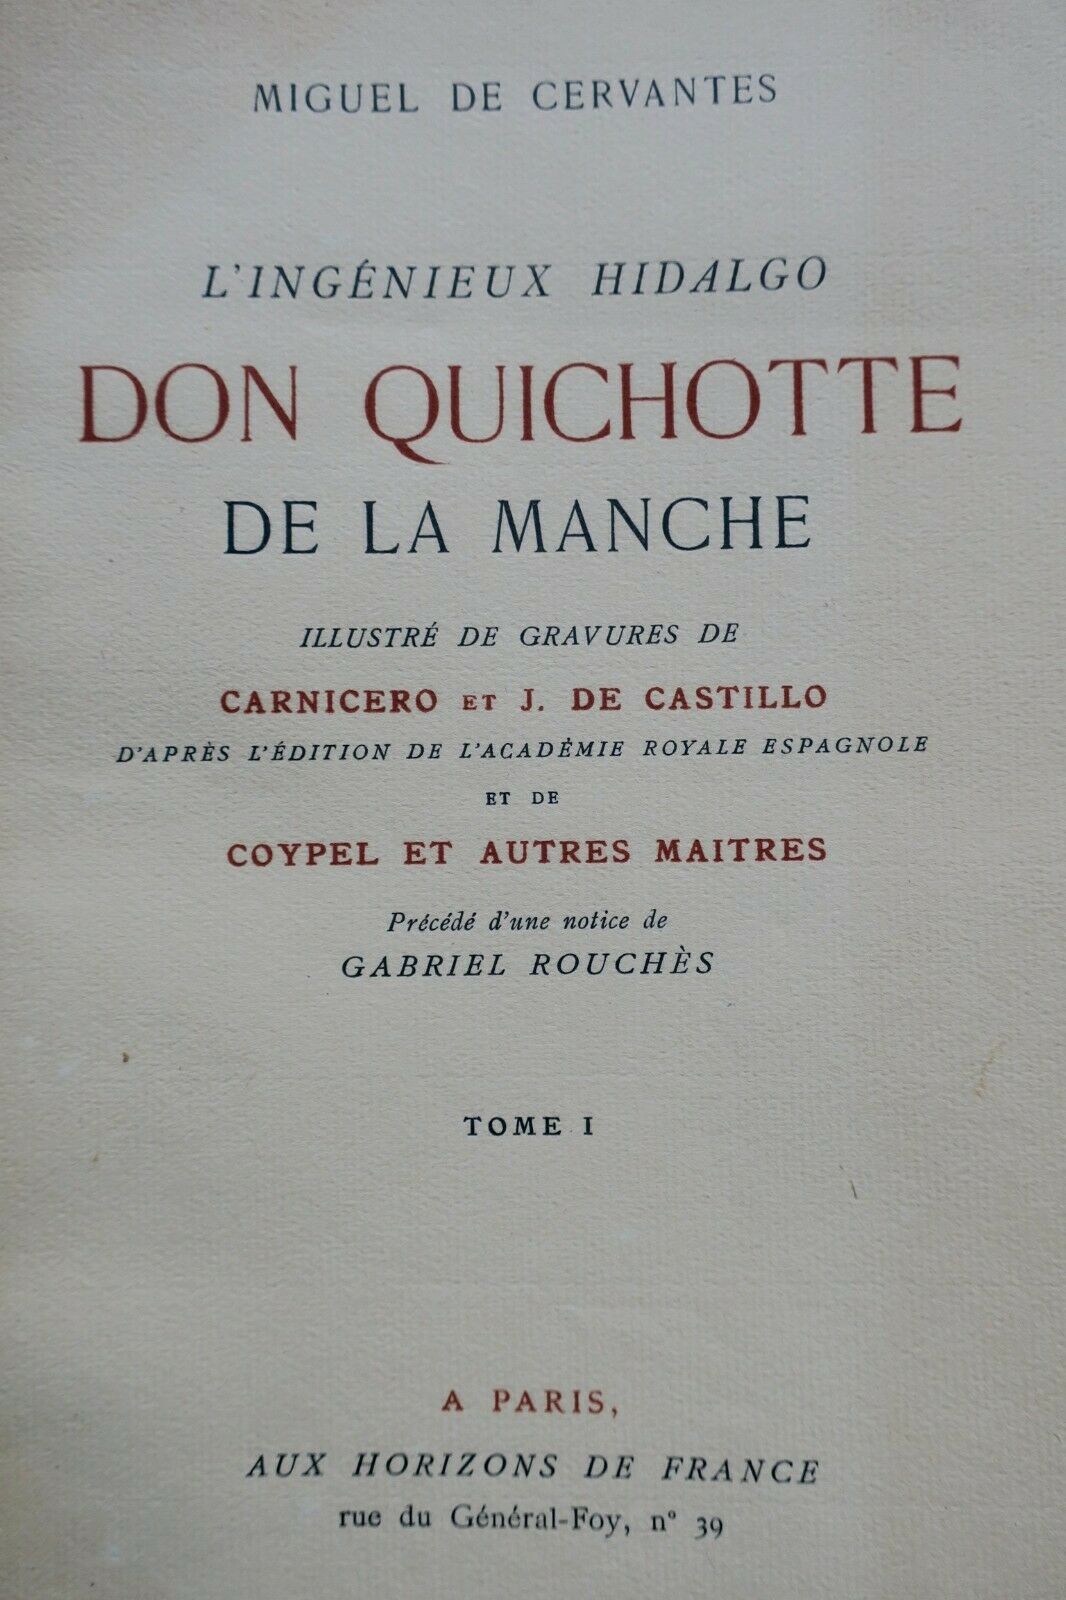 MIGUEL DE CERVANTES
L'INGÉNIEUX HIDALGO
DON QUICHOTTE
DE LA MANCHE
ILLUSTRÉ DE GRAVURES DE
CARNICERO ET J. DE CASTILLO
D'APRÈS L'ÉDITION DE L'ACADÉMIE ROYALE ESPAGNOLE
ET DE
COYPEL ET AUTRES MAITRES
Précédé d'une notice de
GABRIEL ROUCHÈS
TOME I
A PARIS,
AUX HORIZONS DE FRANCE
rue du Général-Foy, n° 39